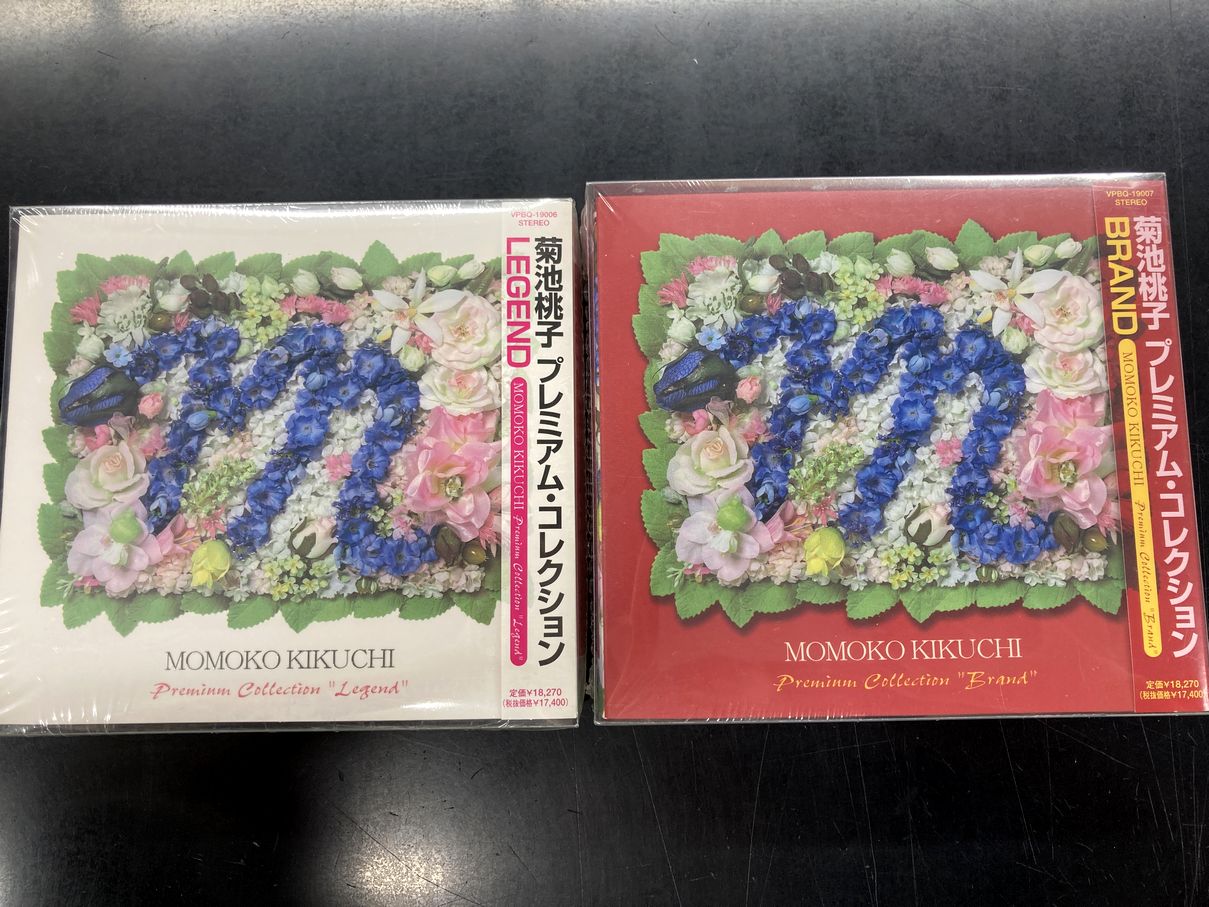 VPBQ-19006
STEREO
菊池桃子 プレミアム・コレクション
LEGEND
MOMOKO KIKUCHI Premium Collection "Legend"
定価¥18,270
(税抜価格¥17,400)
MOMOKO KIKUCHI
Premium Collection "Legend"
VPBQ-19007
STEREO
菊池桃子 プレミアム・コレクション
BRAND
MOMOKO KIKUCHI Premium Collection "Brand"
定価¥18,270
(税抜価格¥17,400)
MOMOKO KIKUCHI
Premium Collection "Brand"